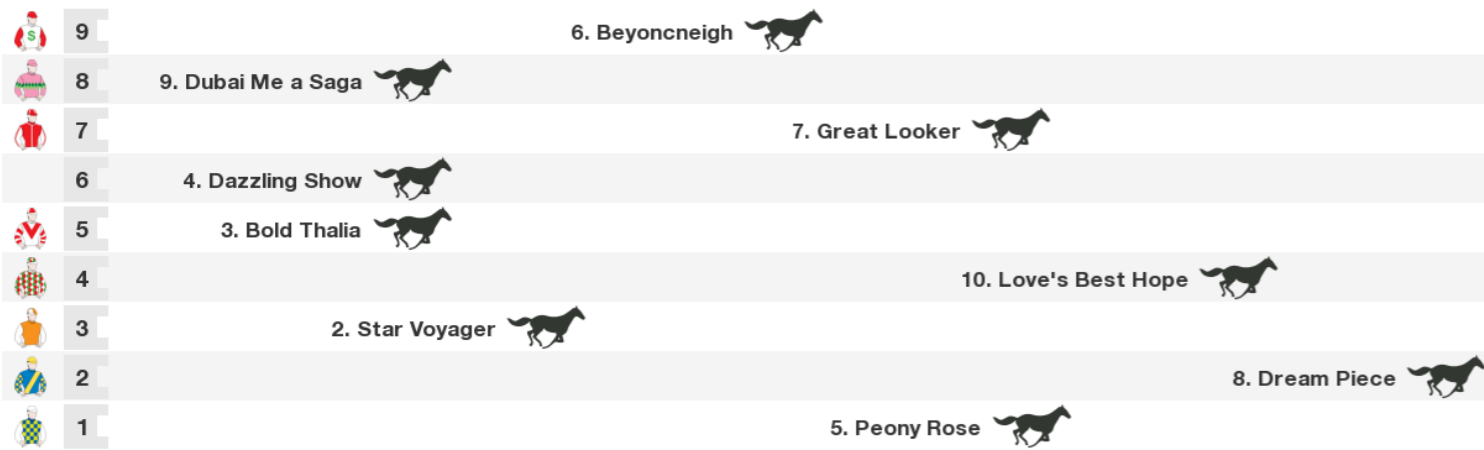 9 6. Beyoncneigh
8 9. Dubai Me a Saga
7 7. Great Looker
6 4. Dazzling Show
5 3. Bold Thalia
4 10. Love's Best Hope
3 2. Star Voyager
2 8. Dream Piece
1 5. Peony Rose